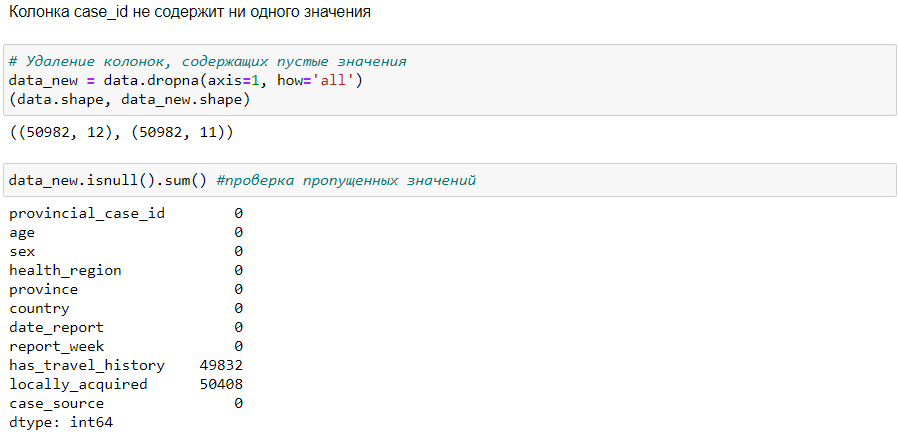 Колонка case_id не содержит ни одного значения
# Удаление колонок, содержащих пустые значения
data_new = data.dropna(axis=1, how='all')
(data.shape, data_new.shape)
((50982, 12), (50982, 11))
data_new.isnull().sum() #проверка пропущенных значений
provincial_case_id 0
age 0
sex 0
health_region 0
province 0
country 0
date_report 0
report_week 0
has_travel_history 49832
locally_acquired 50408
case_source 0
dtype: int64